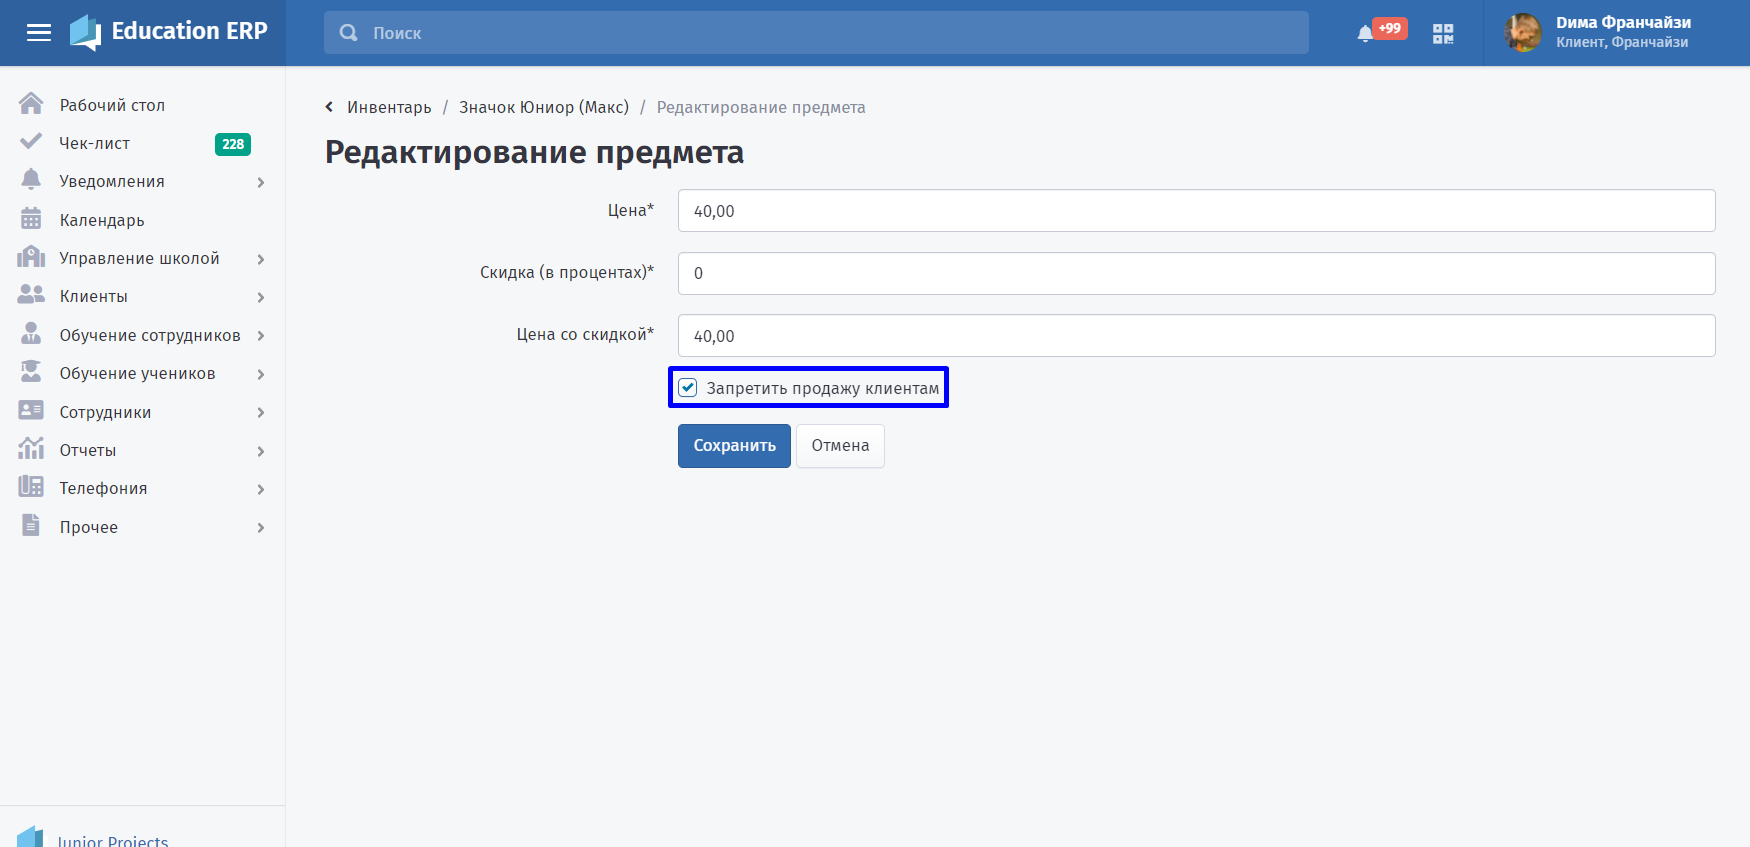 Education ERP
Поиск
+99
Dима Франчайзи
Клиент, Франчайзи
Рабочий стол
Чек-лист
228
Уведомления
Календарь
Управление школой
Клиенты
Обучение сотрудников
Обучение учеников
Сотрудники
Отчеты
Телефония
Прочее
Junior Projects
Инвентарь / Значок Юниор (Макс) / Редактирование предмета
Редактирование предмета
Цена*
40,00
Скидка (в процентах)*
0
Цена со скидкой*
40,00
Запретить продажу клиентам
Сохранить
Отмена